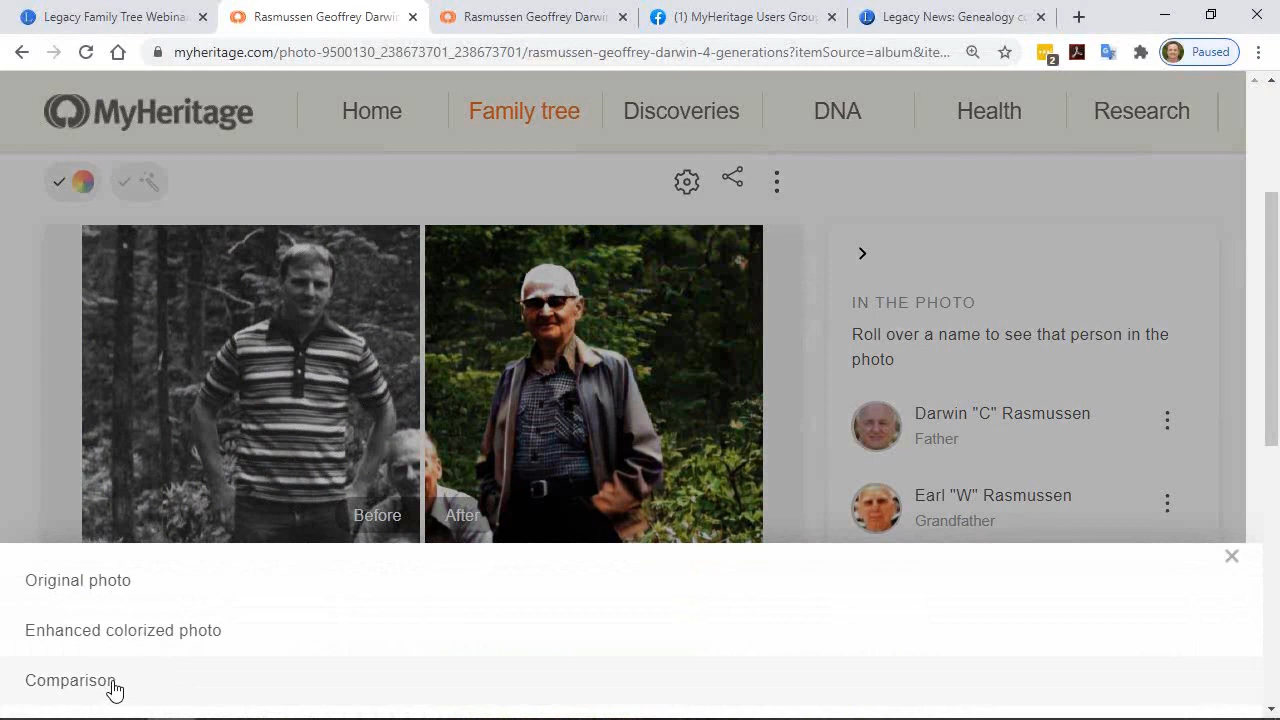 Legacy Family Tree Webina
Rasmussen Geoffrey Darwin
Rasmussen Geoffrey Darwi
(1) MyHeritage Users Grou
Legacy News: Genealogy c
myheritage.com/photo-9500130_238673701_238673701/rasmussen-geoffrey-darwin-4-generations?itemSource=album&ite...
2
Paused
MyHeritage
Home
Family tree
Discoveries
DNA
Health
Research
IN THE PHOTO
Roll over a name to see that person in the
photo
Darwin "C" Rasmussen
Father
Earl "W" Rasmussen
Grandfather
Before
After
Original photo
Enhanced colorized photo
Comparison